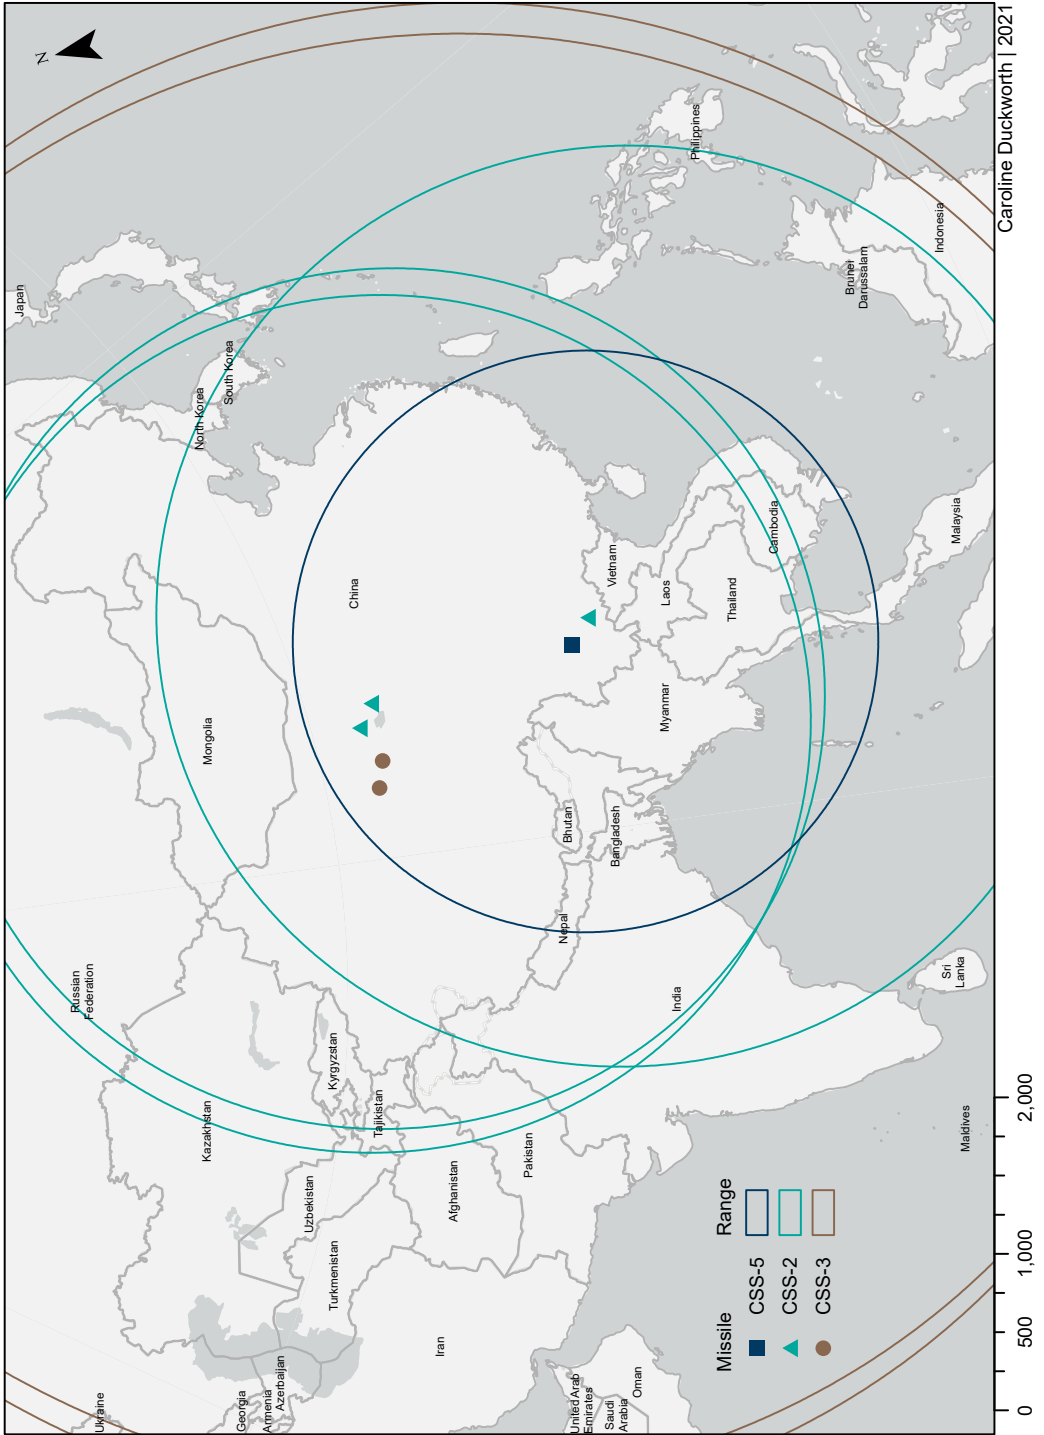 N
Japan
North Korea
South Korea
Philippines
Brunei
Darussalam
Indonesia
Malaysia
China
Mongolia
Vietnam
Laos
Thailand
Cambodia
Myanmar
Bhutan
Bangladesh
Nepal
India
Sri
Lanka
Maldives
Russian
Federation
Kazakhstan
Kyrgyzstan
Tajikistan
Uzbekistan
Turkmenistan
Afghanistan
Pakistan
Iran
Ukraine
Georgia
Armenia
Azerbaijan
United Arab
Emirates
Saudi
Arabia
Oman
Missile Range
CSS-5
CSS-2
CSS-3
0 500 1,000 2,000
Caroline Duckworth | 2021